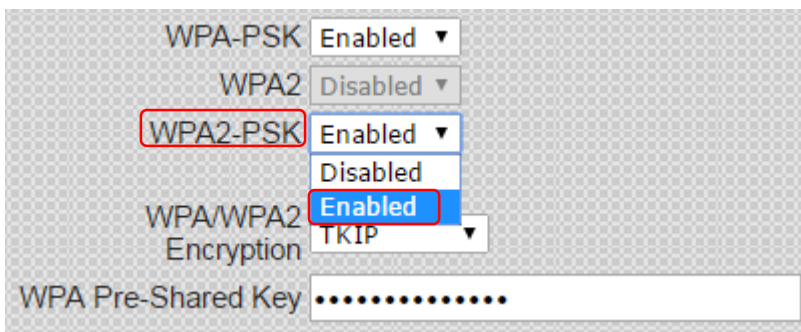 WPA-PSK Enabled
WPA2 Disabled
WPA2-PSK Enabled
Disabled
Enabled
WPA/WPA2
Encryption
TKIP
WPA Pre-Shared Key ••••••••••••••